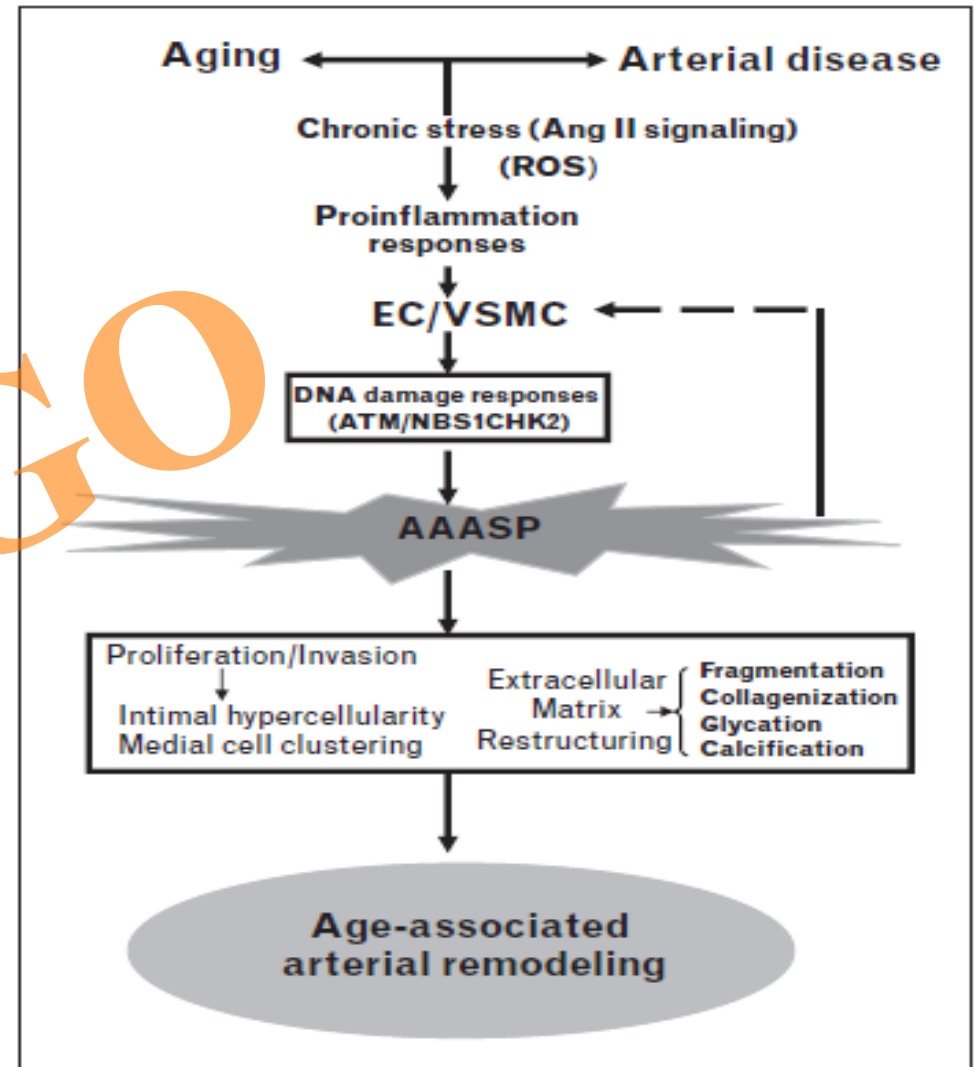 Aging
Arterial disease
Chronic stress (Ang II signaling)
(ROS)
Proinflammation
responses
EC/VSMC
DNA damage responses
(ATM/NBS1CHK2)
AAASP
Proliferation/Invasion
Intimal hypercellularity
Medial cell clustering
Extracellular
Matrix
Restructuring
Fragmentation
Collagenization
Glycation
Calcification
Age-associated
arterial remodeling
GO